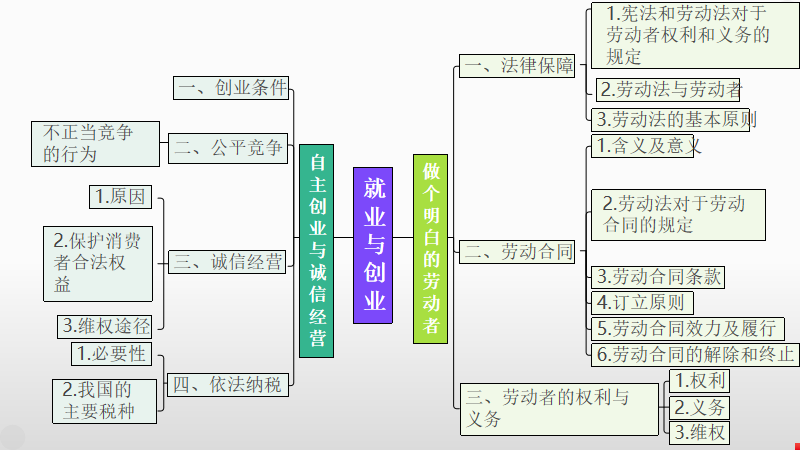 就业与创业
自主创业与诚信经营
一、创业条件
二、公平竞争
不正当竞争
的行为
三、诚信经营
1.原因
2.保护消费
者合法权
益
3.维权途径
四、依法纳税
1.必要性
2.我国的
主要税种
做个明白的劳动者
一、法律保障
1.宪法和劳动法对于
劳动者权利和义务的
规定
2.劳动法与劳动者
3.劳动法的基本原则
二、劳动合同
1.含义及意义
2.劳动法对于劳动
合同的规定
3.劳动合同条款
4.订立原则
5.劳动合同效力及履行
6.劳动合同的解除和终止
三、劳动者的权利与
义务
1.权利
2.义务
3.维权